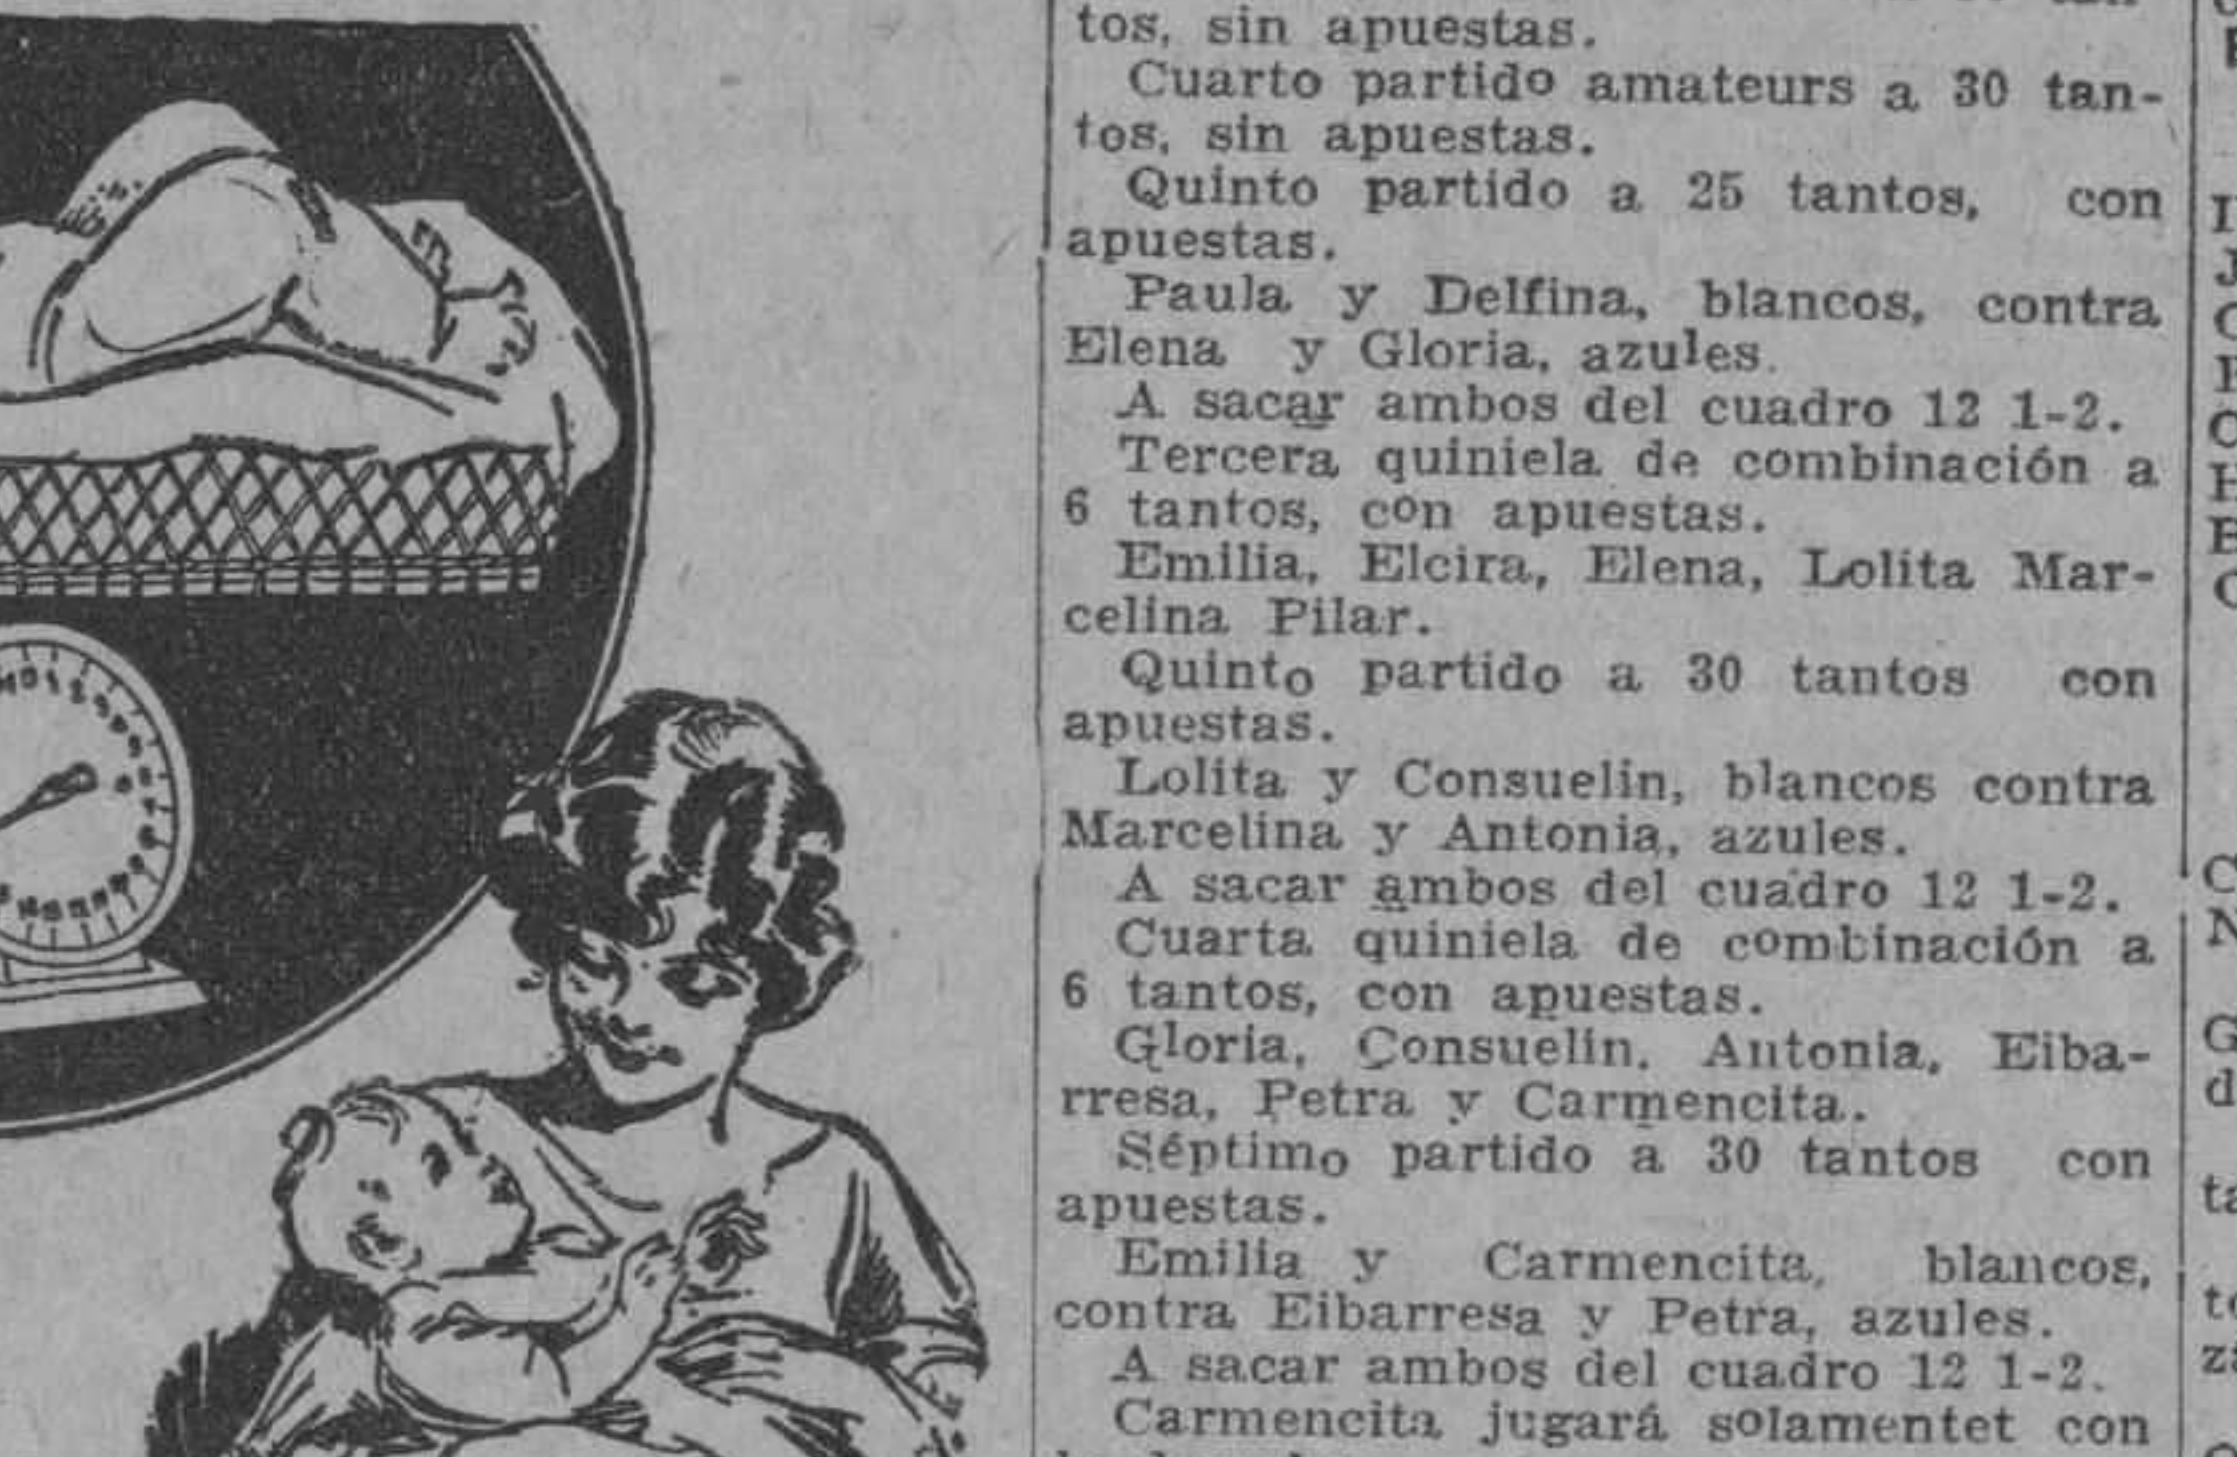 tos, sin apuestas.
Cuarto partido amateurs a 30 tan-
tos, sin apuestas.
Quinto partido a 25 tantos, con
apuestas.
Paula y Delfina, blancos, contra
Elena y Gloria, azules.
A sacar ambos del cuadro 12 1-2.
Tercera quiniela de combinación a
6 tantos, con apuestas.
Emilia, Elcira, Elena, Lolita Mar-
celina Pilar.
Quinto partido a 30 tantos con
apuestas.
Lolita y Consuelin, blancos contra
Marcelina y Antonia, azules.
A sacar ambos del cuadro 12 1-2.
Cuarta quiniela de combinación a
6 tantos, con apuestas.
Gloria, Consuelin, Antonia, Eiba-
rresa, Petra y Carmencita.
Séptimo partido a 30 tantos con
apuestas.
Emilia y Carmencita, blancos,
contra Eibarresa y Petra, azules.
A sacar ambos del cuadro 12 1-2.
Carmencita jugará solamentet con